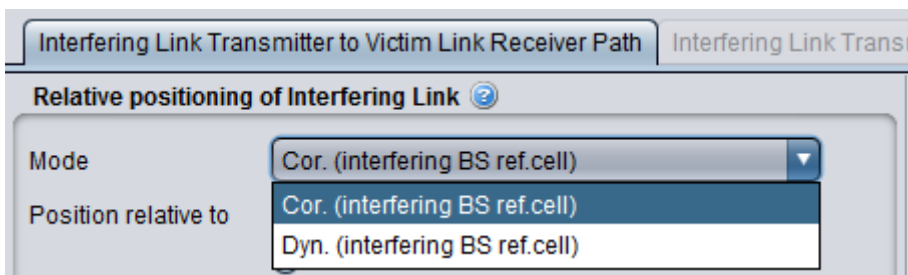 Interfering Link Transmitter to Victim Link Receiver Path
Interfering Link
Relative positioning of Interfering Link
Mode
Cor. (interfering BS ref.cell)
Cor. (interfering BS ref.cell)
Position relative to
Dyn. (interfering BS ref.cell)